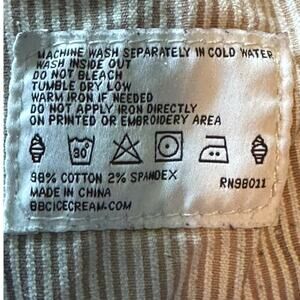 MACHINE WASH SEPARATELY IN COLD WATER
WASH INSIDE OUT
DO NOT BLEACH
TUMBLE DRY LOW
WARM IRON IF NEEDED
DO NOT APPLY IRON DIRECTLY
ON PRINTED OR EMBROIDERY AREA
30°
98% COTTON 2% SPANDEX
RN98011
MADE IN CHINA
BBCICECREAM.COM